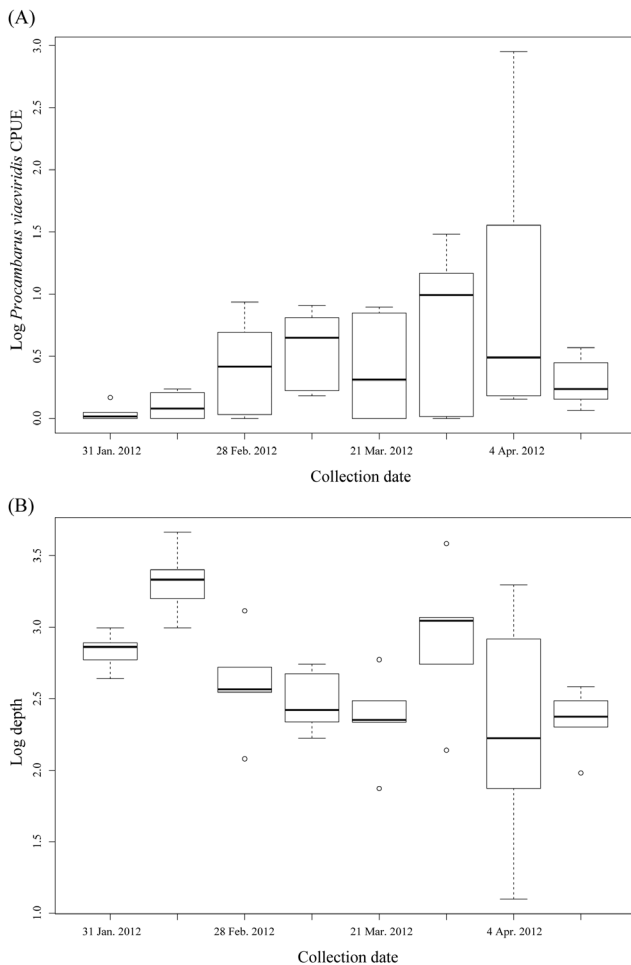 (A)
3.0
2.5
2.0
1.5
1.0
0.5
0.0
Log Procambarus viaeviridis CPUE
31 Jan. 2012 28 Feb. 2012 21 Mar. 2012 4 Apr. 2012
Collection date
(B)
3.5
3.0
2.5
2.0
1.5
1.0
Log depth
31 Jan. 2012 28 Feb. 2012 21 Mar. 2012 4 Apr. 2012
Collection date